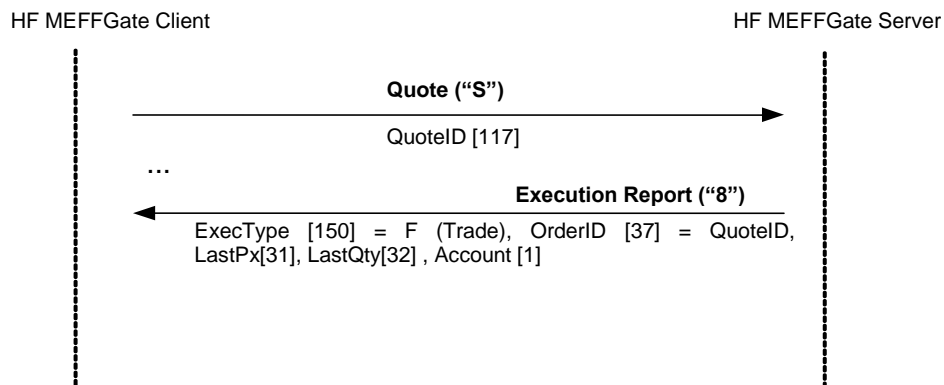 HF MEFFGate Client
HF MEFFGate Server
Quote (“S”)
QuoteID [117]
...
Execution Report (“8”)
ExecType [150] = F (Trade), OrderID [37] = QuoteID,
LastPx[31], LastQty[32] , Account [1]